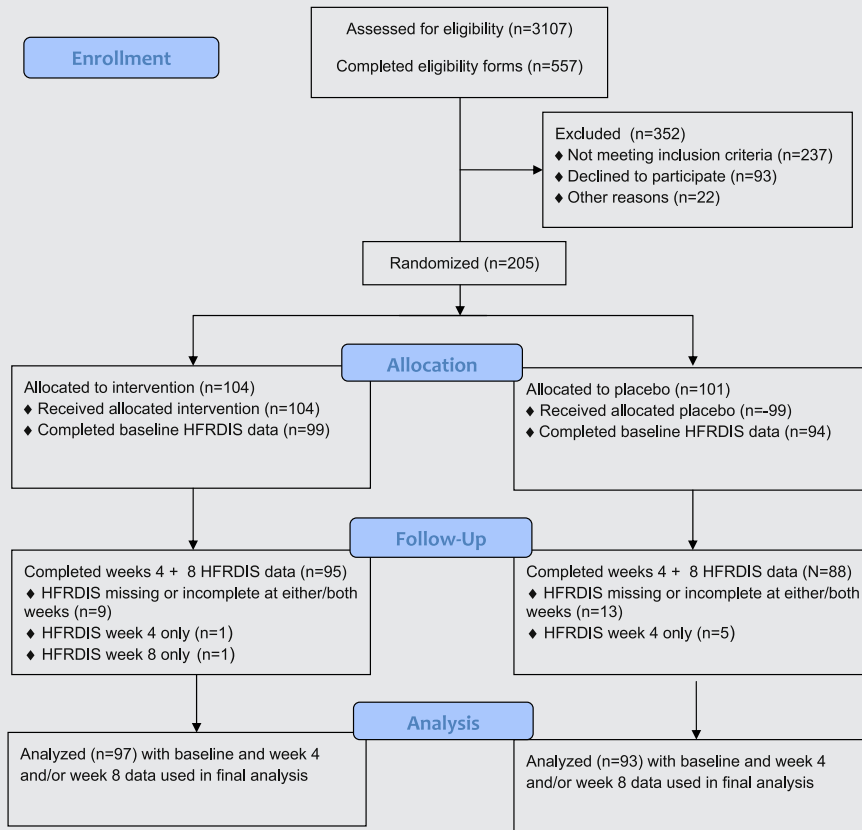 Assessed for eligibility (n=3107)
Completed eligibility forms (n=557)
Enrollment
Excluded (n=352)
♦ Not meeting inclusion criteria (n=237)
♦ Declined to participate (n=93)
♦ Other reasons (n=22)
Randomized (n=205)
Allocation
Allocated to intervention (n=104)
♦ Received allocated intervention (n=104)
♦ Completed baseline HFRDIS data (n=99)
Allocated to placebo (n=101)
♦ Received allocated placebo (n=-99)
♦ Completed baseline HFRDIS data (n=94)
Follow-Up
Completed weeks 4 + 8 HFRDIS data (n=95)
♦ HFRDIS missing or incomplete at either/both
weeks (n=9)
♦ HFRDIS week 4 only (n=1)
♦ HFRDIS week 8 only (n=1)
Completed weeks 4 + 8 HFRDIS data (N=88)
♦ HFRDIS missing or incomplete at either/both
weeks (n=13)
♦ HFRDIS week 4 only (n=5)
Analysis
Analyzed (n=97) with baseline and week 4
and/or week 8 data used in final analysis
Analyzed (n=93) with baseline and week 4
and/or week 8 data used in final analysis